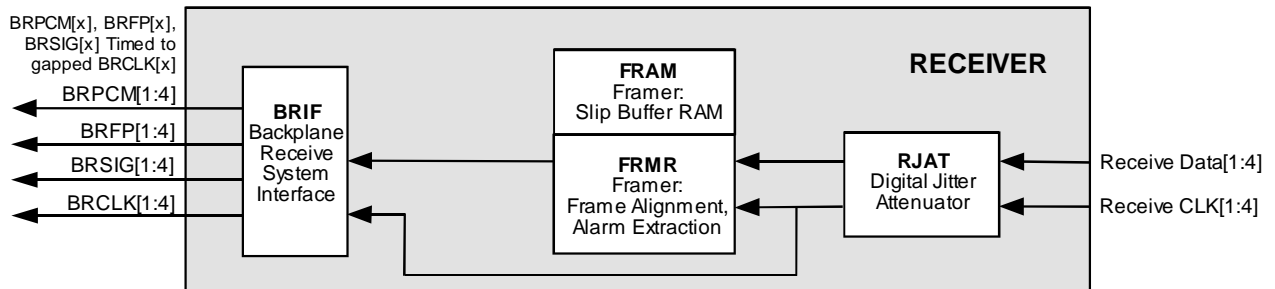 BRPCM[x], BRFP[x],
BRSIG[x] Timed to
gapped BRCLK[x]
BRPCM[1:4]
BRFP[1:4]
BRSIG[1:4]
BRCLK[1:4]
BRIF
Backplane
Receive
System
Interface
FRAM
Framer:
Slip Buffer RAM
FRMR
Framer:
Frame Alignment,
Alarm Extraction
RECEIVER
RJAT
Digital Jitter
Attenuator
Receive Data[1:4]
Receive CLK[1:4]